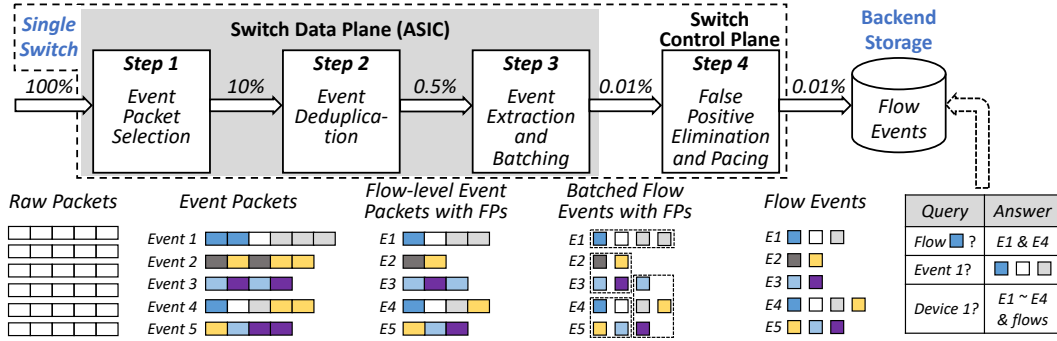 Single
Switch
Switch Data Plane (ASIC)
Switch
Control Plane
Backend
Storage
100%
Step 1
Event
Packet
Selection
10%
Step 2
Event
Deduplica-
tion
0.5%
Step 3
Event
Extraction
and
Batching
0.01%
Step 4
False
Positive
Elimination
and Pacing
0.01%
Flow
Events
Raw Packets
Event Packets
Event 1
Event 2
Event 3
Event 4
Event 5
Flow-level Event
Packets with FPs
E1
E2
E3
E4
E5
Batched Flow
Events with FPs
E1
E2
E3
E4
E5
Flow Events
E1
E2
E3
E4
E5
Query Answer
Flow ? E1 & E4
Event 1?
Device 1? E1 ~ E4
& flows